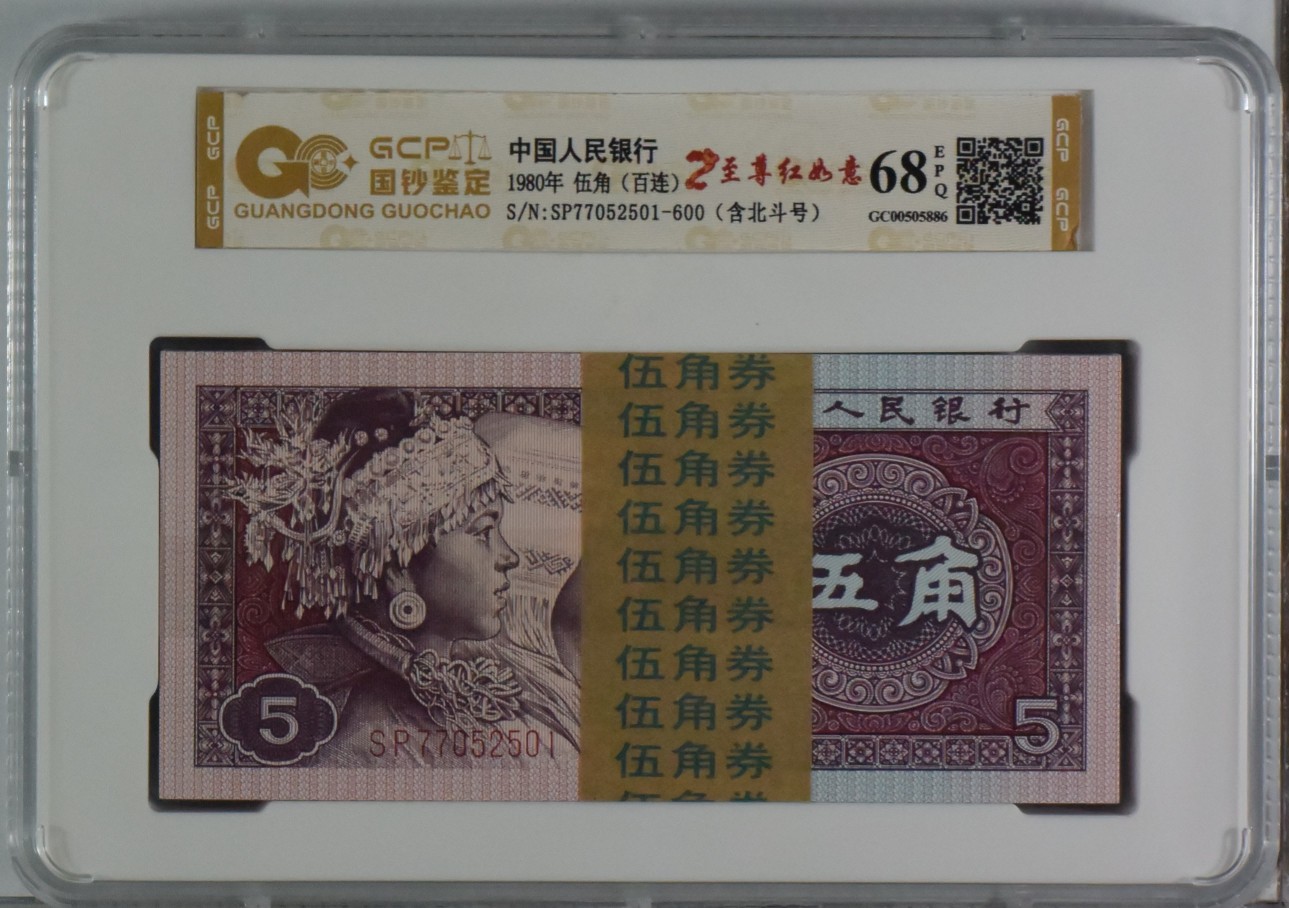 GCP GCP
GCP
国钞鉴定
GUANGDONG GUOCHAO
中国人民银行
1980年 伍角（百连）
至尊红如意
68
EPQ
S/N:SP77052501-600（含北斗号）
GC00505886
GCP GCP
伍角券
伍角券
伍角券
伍角券
伍角券
伍角券
伍角券
伍角券
伍角券
人民银行
伍角
5
SP77052501
5